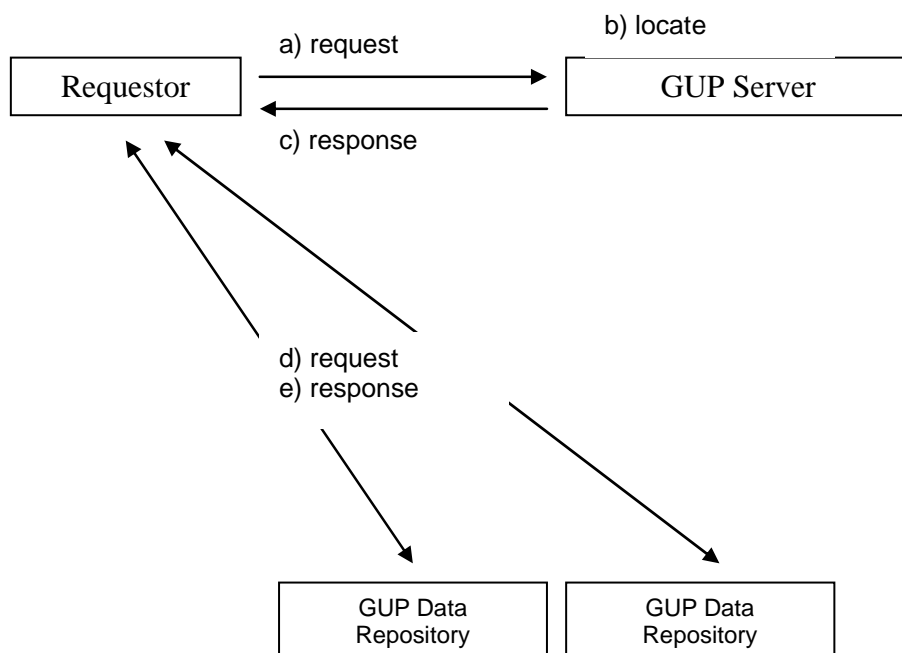 a) request
b) locate
Requestor
GUP Server
c) response
d) request
e) response
GUP Data
Repository
GUP Data
Repository